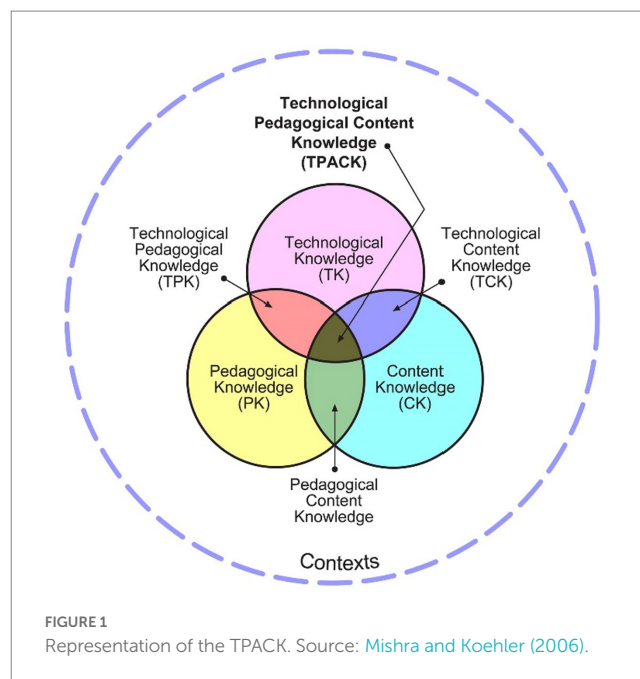 Technological
Pedagogical Content
Knowledge
(TPACK)
Technological
Pedagogical
Knowledge
(TPK)
Technological
Knowledge
(TK)
Technological
Content
Knowledge
(TCK)
Pedagogical
Knowledge
(PK)
Content
Knowledge
(CK)
Pedagogical
Content
Knowledge
Contexts
FIGURE 1
Representation of the TPACK. Source: Mishra and Koehler (2006).